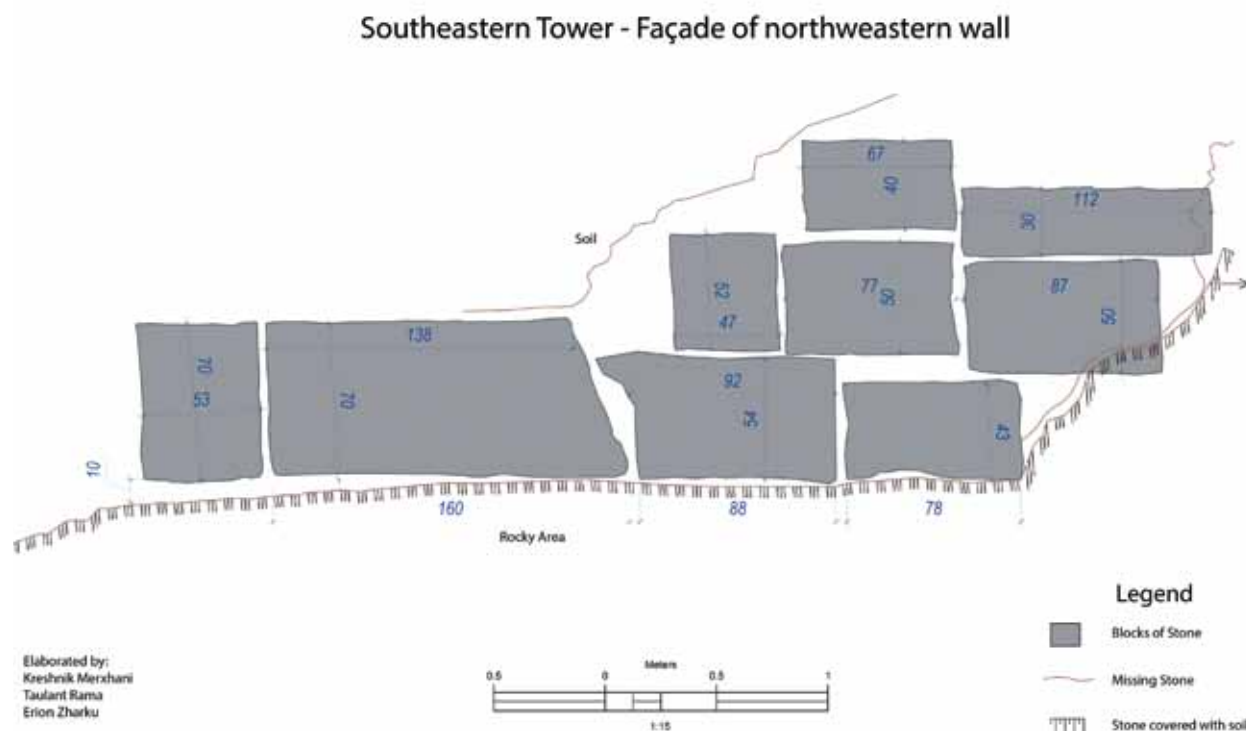 Southeastern Tower - Façade of northweastern wall
67
40
112
30
Soil
52
47
77
50
87
50
138
70
53
70
92
54
43
10
160
88
78
Rocky Area
Legend
Blocks of Stone
Missing Stone
Stone covered with soil
Elaborated by:
Kreshnik Merxhani
Taulant Rama
Erion Zharku
Meters
0.5 0 0.5 1
1:15